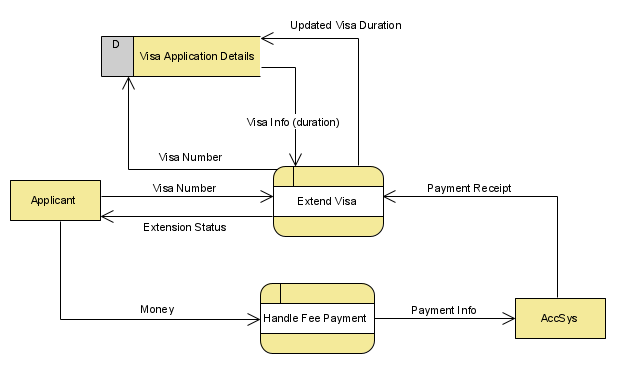 Updated Visa Duration
D
Visa Application Details
Visa Info (duration)
Visa Number
Applicant
Visa Number
Extend Visa
Payment Receipt
Extension Status
Money
Handle Fee Payment
Payment Info
AccSys